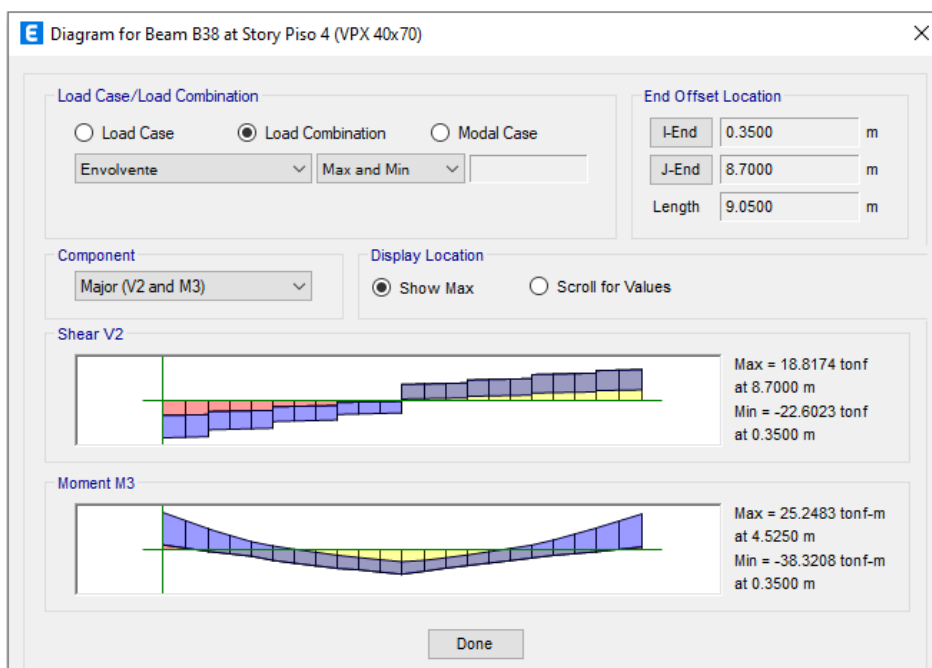 E Diagram for Beam B38 at Story Piso 4 (VPX 40x70)
Load Case/Load Combination
Load Case Load Combination Modal Case
Envolvente Max and Min
End Offset Location
I-End 0.3500 m
J-End 8.7000 m
Length 9.0500 m
Component
Major (V2 and M3)
Display Location
Show Max Scroll for Values
Shear V2
Max = 18.8174 tonf
at 8.7000 m
Min = -22.6023 tonf
at 0.3500 m
Moment M3
Max = 25.2483 tonf-m
at 4.5250 m
Min = -38.3208 tonf-m
at 0.3500 m
Done